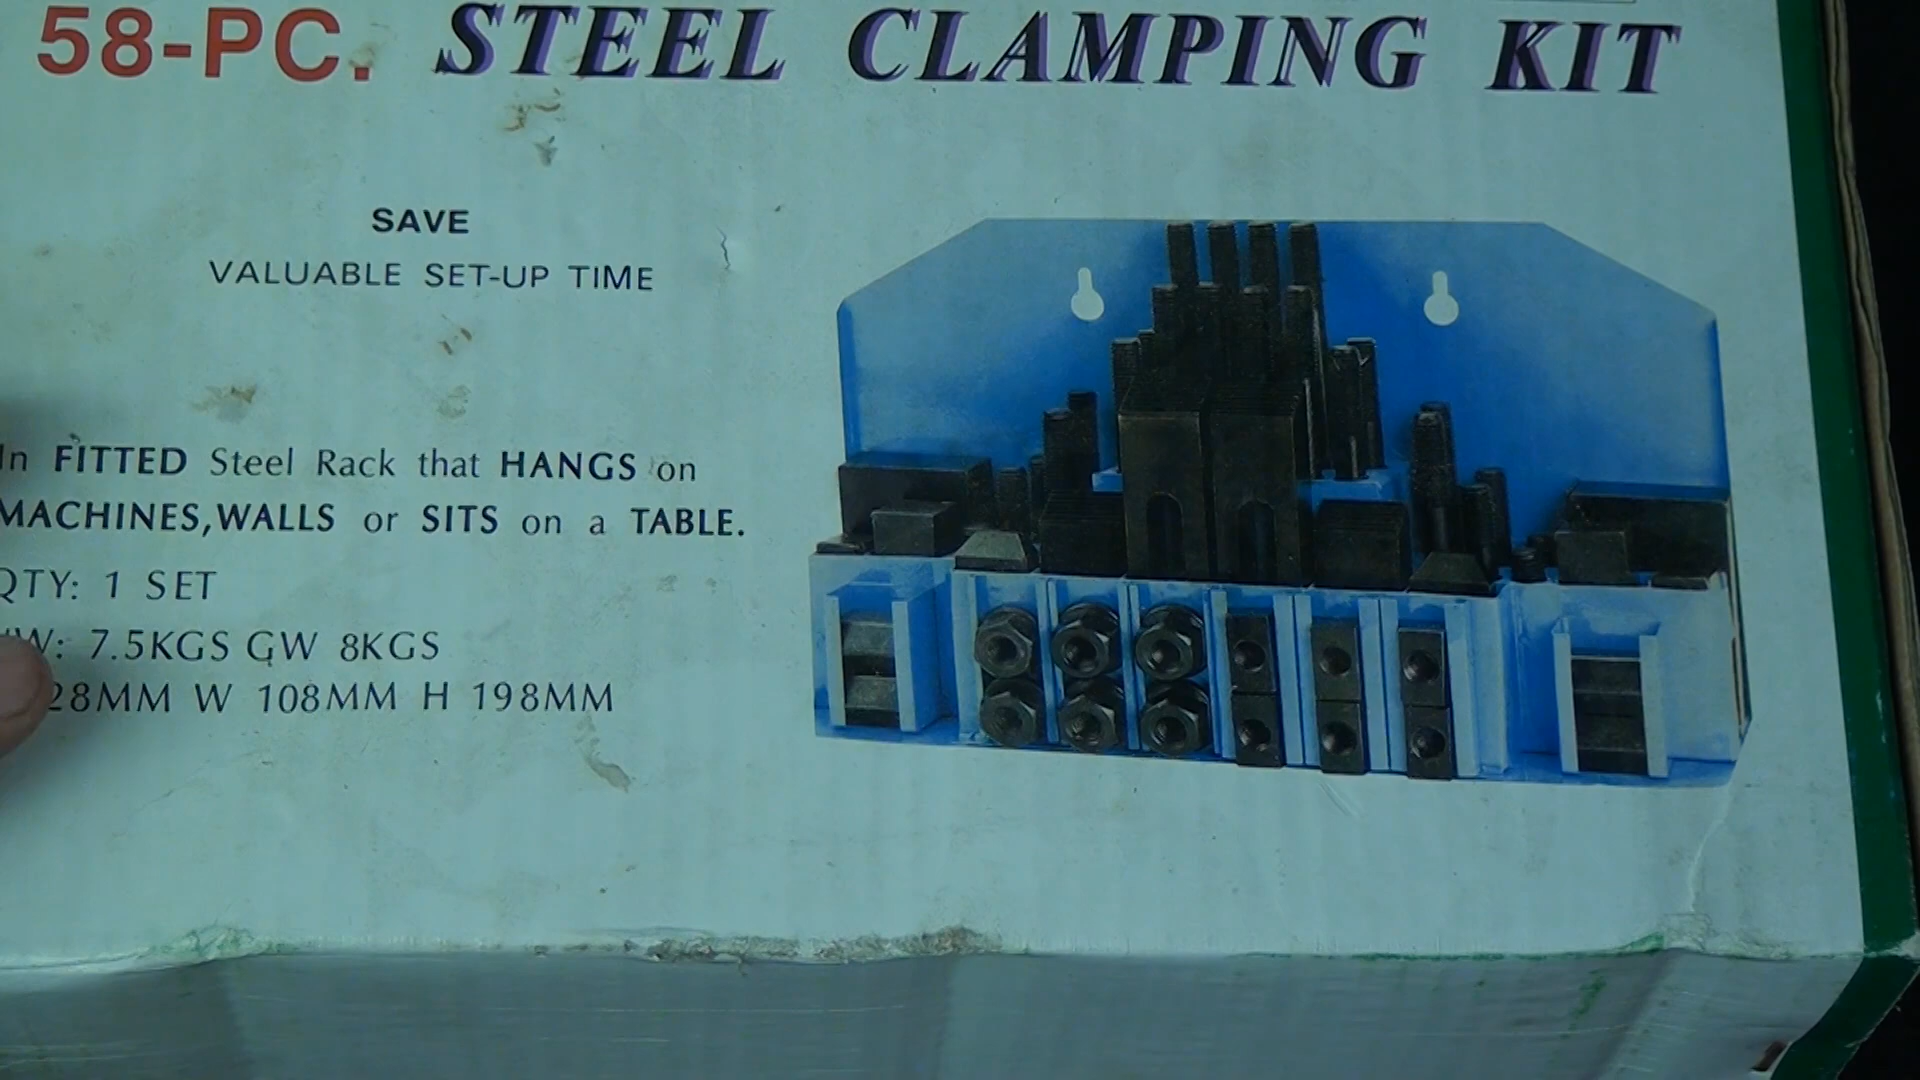 58-PC. STEEL CLAMPING KIT
SAVE
VALUABLE SET-UP TIME
In FITTED Steel Rack that HANGS on
MACHINES,WALLS or SITS on a TABLE.
QTY: 1 SET
7.5KGS GW 8KGS
28MM W 108MM H 198MM